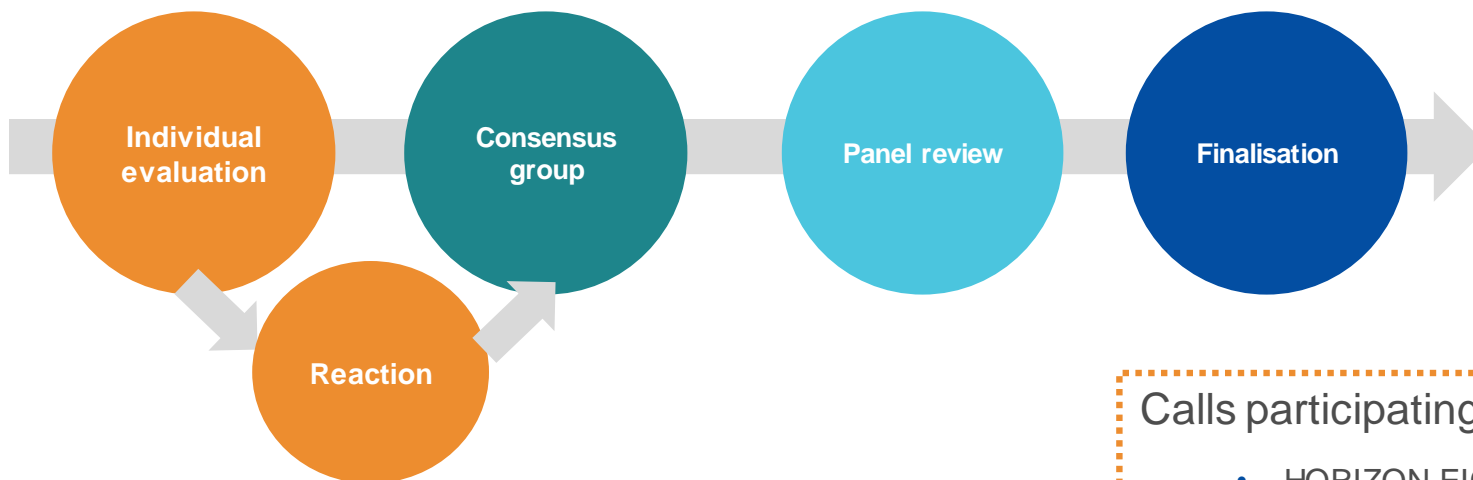 Individual
evaluation
Consensus
group
Panel review
Finalisation
Reaction
Calls participating